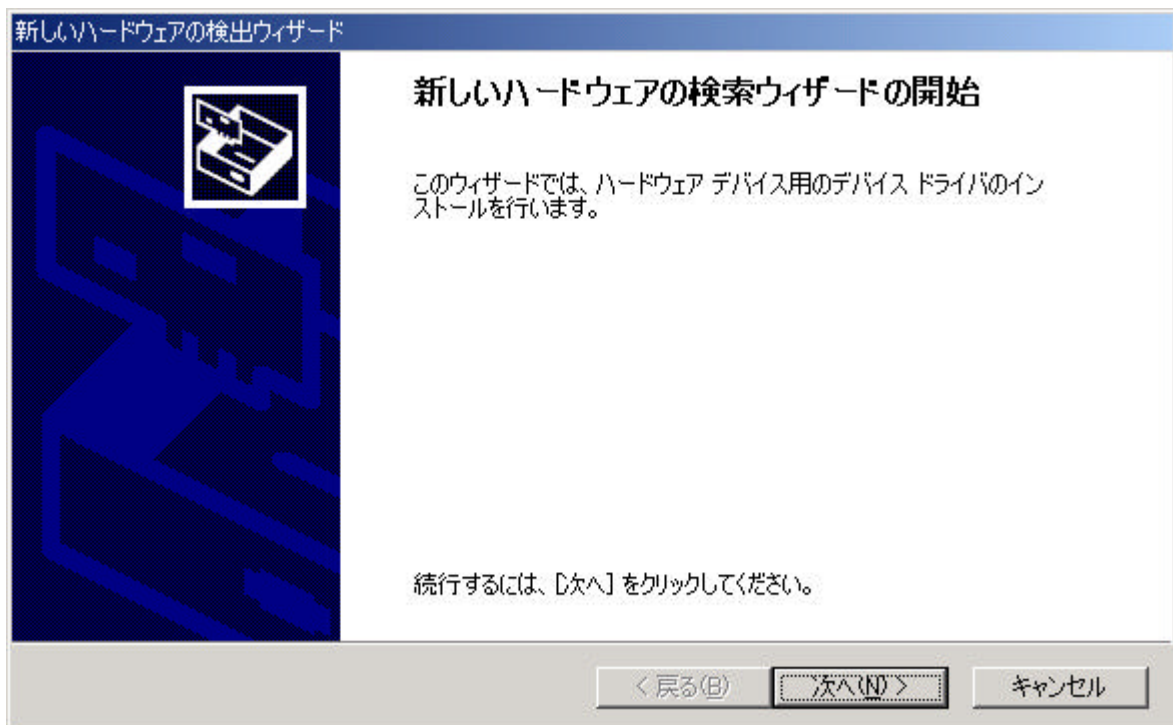 新しいハードウェアの検出ウィザード
新しいハードウェアの検索ウィザードの開始
このウィザードでは、ハードウェア デバイス用のデバイス ドライバのイン
ストールを行います。
続行するには、[次へ] をクリックしてください。
< 戻る(B)
次へ(N) >
キャンセル